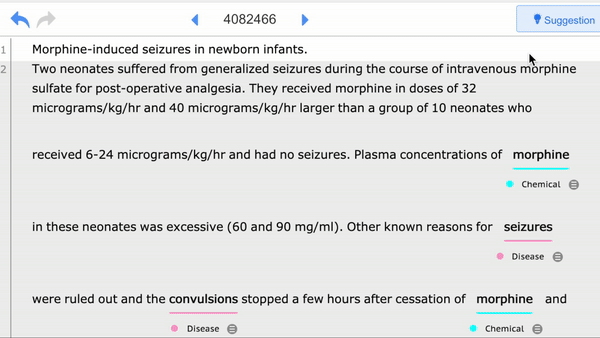 4082466
Suggestion
1 Morphine-induced seizures in newborn infants.
2 Two neonates suffered from generalized seizures during the course of intravenous morphine
sulfate for post-operative analgesia. They received morphine in doses of 32
micrograms/kg/hr and 40 micrograms/kg/hr larger than a group of 10 neonates who
received 6-24 micrograms/kg/hr and had no seizures. Plasma concentrations of morphine
Chemical
in these neonates was excessive (60 and 90 mg/ml). Other known reasons for seizures
Disease
were ruled out and the convulsions stopped a few hours after cessation of morphine and
Disease Chemical